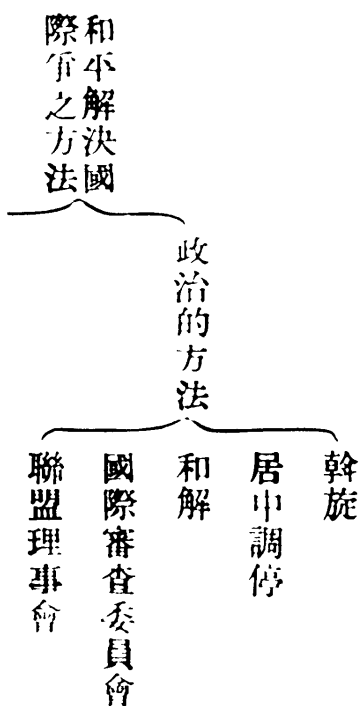 和平解決國
際爭之方法
政治的方法
斡旋
居中調停
和解
國際審查委員會
聯盟理事會